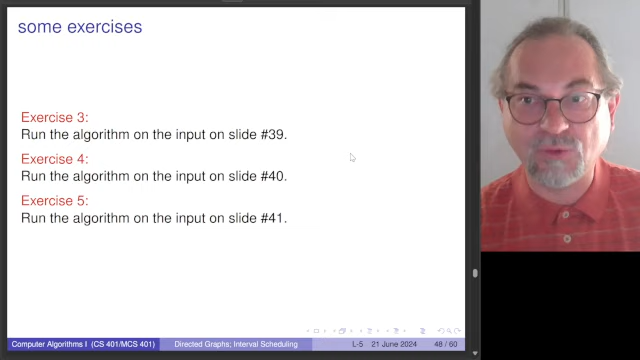 some exercises
Exercise 3:
Run the algorithm on the input on slide #39.
Exercise 4:
Run the algorithm on the input on slide #40.
Exercise 5:
Run the algorithm on the input on slide #41.
Computer Algorithms I (CS 401/MCS 401)
Directed Graphs; Interval Scheduling
L-5 21 June 2024 48 / 60